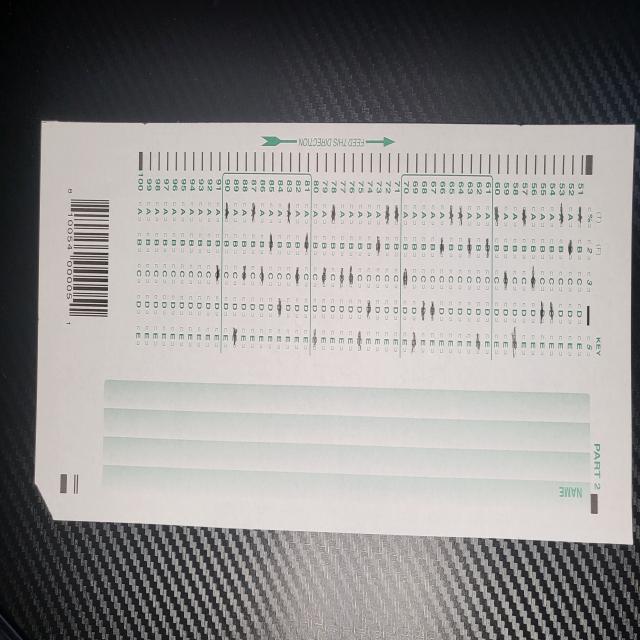 PART 2
NAME
FEED THIS DIRECTION
KEY
51 A B C D E
52 A B C D E
53 A B C D E
54 A B C D E
55 A B C D E
56 A B C D E
57 A B C D E
58 A B C D E
59 A B C D E
60 A B C D E
61 A B C D E
62 A B C D E
63 A B C D E
64 A B C D E
65 A B C D E
66 A B C D E
67 A B C D E
68 A B C D E
69 A B C D E
70 A B C D E
71 A B C D E
72 A B C D E
73 A B C D E
74 A B C D E
75 A B C D E
76 A B C D E
77 A B C D E
78 A B C D E
79 A B C D E
80 A B C D E
81 A B C D E
82 A B C D E
83 A B C D E
84 A B C D E
85 A B C D E
86 A B C D E
87 A B C D E
88 A B C D E
89 A B C D E
90 A B C D E
91 A B C D E
92 A B C D E
93 A B C D E
94 A B C D E
95 A B C D E
96 A B C D E
97 A B C D E
98 A B C D E
99 A B C D E
100 A B C D E
8 10054 00005 1